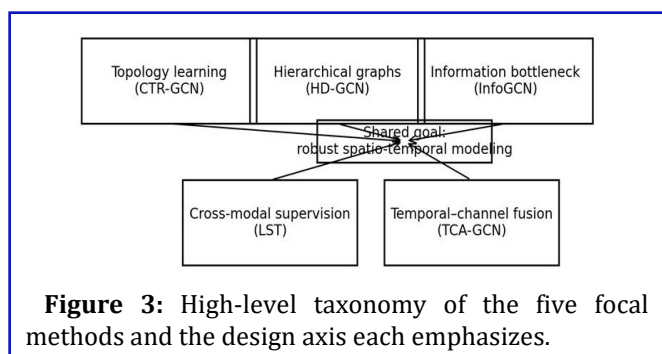 Topology learning
(CTR-GCN)
Hierarchical graphs
(HD-GCN)
Information bottleneck
(InfoGCN)
Shared goal:
robust spatio-temporal modeling
Cross-modal supervision
(LST)
Temporal–channel fusion
(TCA-GCN)
Figure 3: High-level taxonomy of the five focal
methods and the design axis each emphasizes.